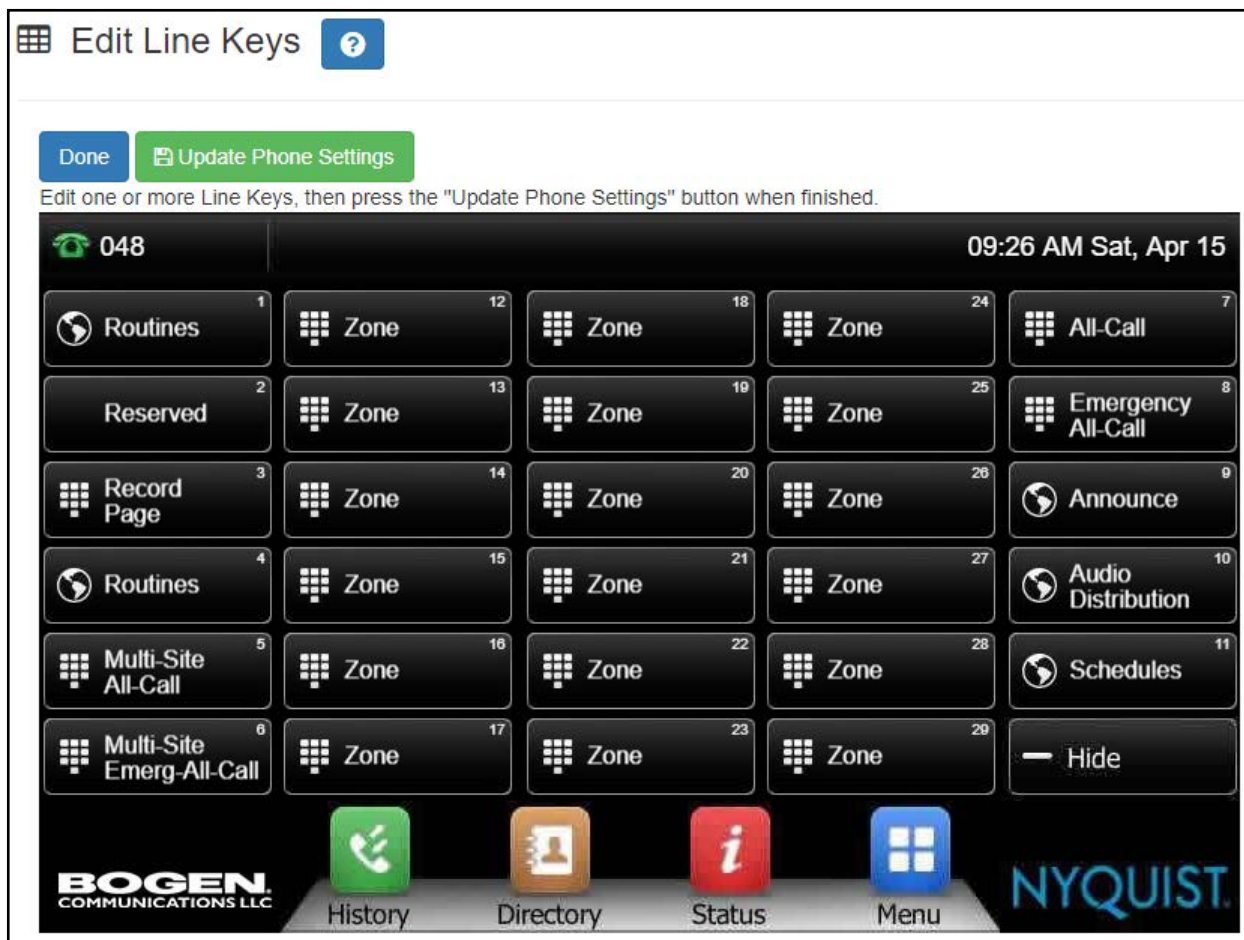 Edit Line Keys
Done Update Phone Settings
Edit one or more Line Keys, then press the "Update Phone Settings" button when finished.
048 09:26 AM Sat, Apr 15
Routines 1 Zone 12 Zone 18 Zone 24 All-Call 7
Reserved 2 Zone 13 Zone 19 Zone 25 Emergency All-Call 8
Record Page 3 Zone 14 Zone 20 Zone 26 Announce 9
Routines 4 Zone 15 Zone 21 Zone 27 Audio Distribution 10
Multi-Site All-Call 5 Zone 16 Zone 22 Zone 28 Schedules 11
Multi-Site Emerg-All-Call 6 Zone 17 Zone 23 Zone 29 Hide
BOGEN
COMMUNICATIONS LLC
History Directory Status Menu
NYQUIST